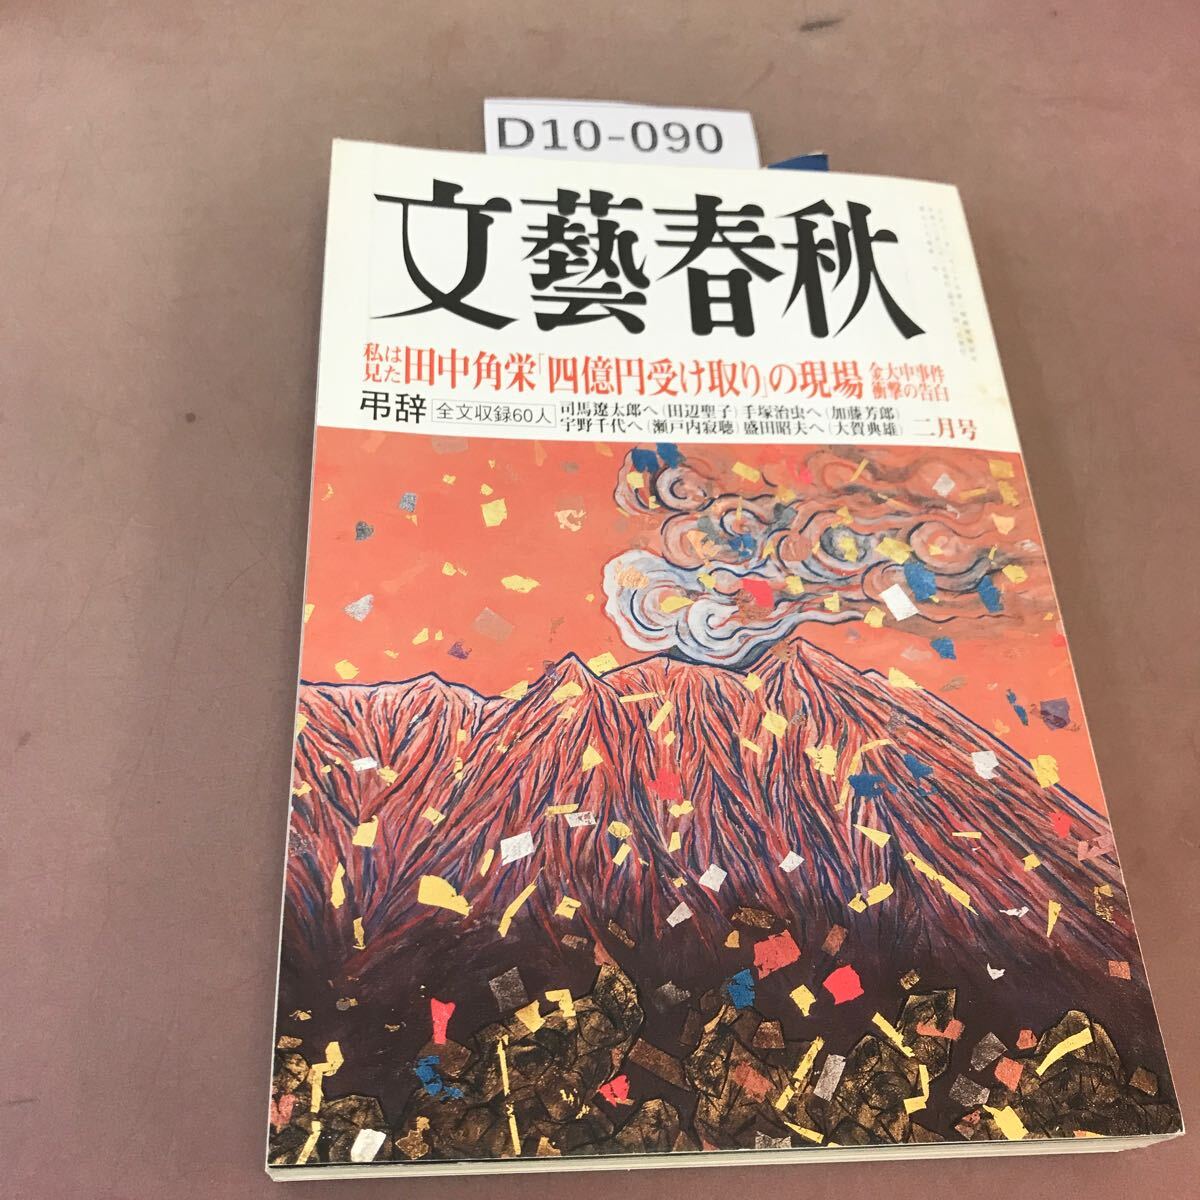 D10-090
文藝春秋
私は見た 田中角栄「四億円受け取り」の現場 金大中事件 衝撃の告白
弔辞 全文収録60人
司馬遼太郎へ(田辺聖子) 手塚治虫へ(加藤芳郎)
宇野千代へ(瀬戸内寂聴) 盛田昭夫へ(大賀典雄)
二月号